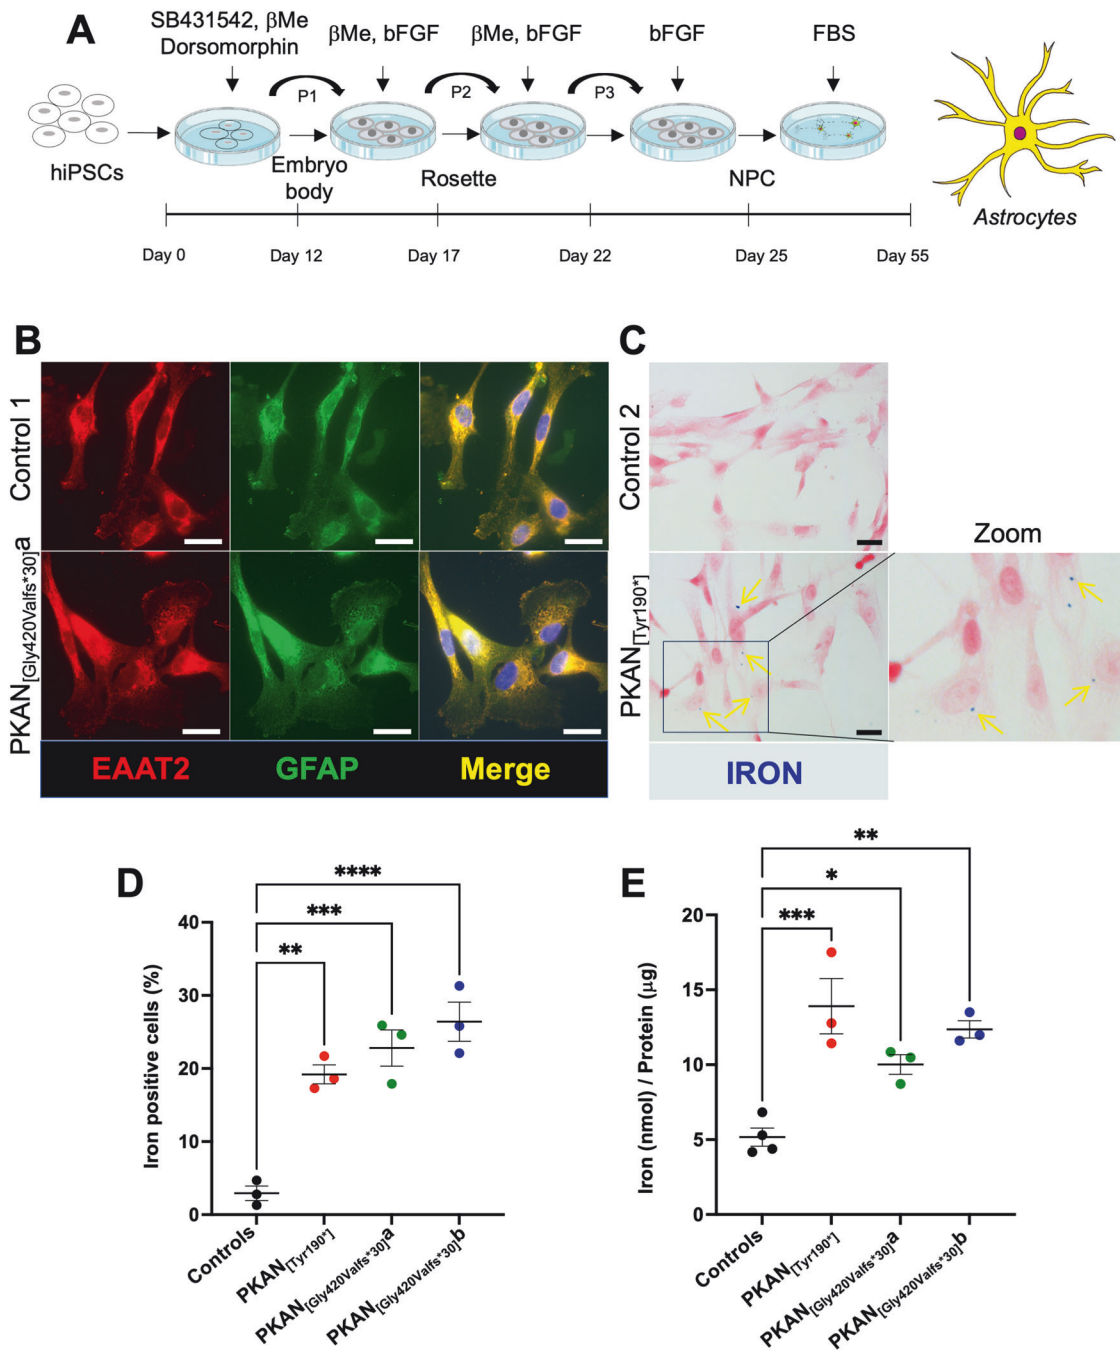 A
SB431542, βMe
Dorsomorphin
βMe, bFGF
βMe, bFGF
bFGF
FBS
P1
P2
P3
hiPSCs
Embryo
body
Rosette
NPC
Astrocytes
Day 0
Day 12
Day 17
Day 22
Day 25
Day 55
B
Control 1
PKAN[Gly420Valfs*30]a
EAAT2
GFAP
Merge
C
Control 2
PKAN[Tyr190*]
Zoom
IRON
D
****
***
**
Iron positive cells (%)
40
30
20
10
0
Controls
PKAN[Tyr190*]
PKAN[Gly420Valfs*30]a
PKAN[Gly420Valfs*30]b
E
**
*
***
Iron (nmol) / Protein (μg)
20
15
10
5
0
Controls
PKAN[Tyr190*]
PKAN[Gly420Valfs*30]a
PKAN[Gly420Valfs*30]b